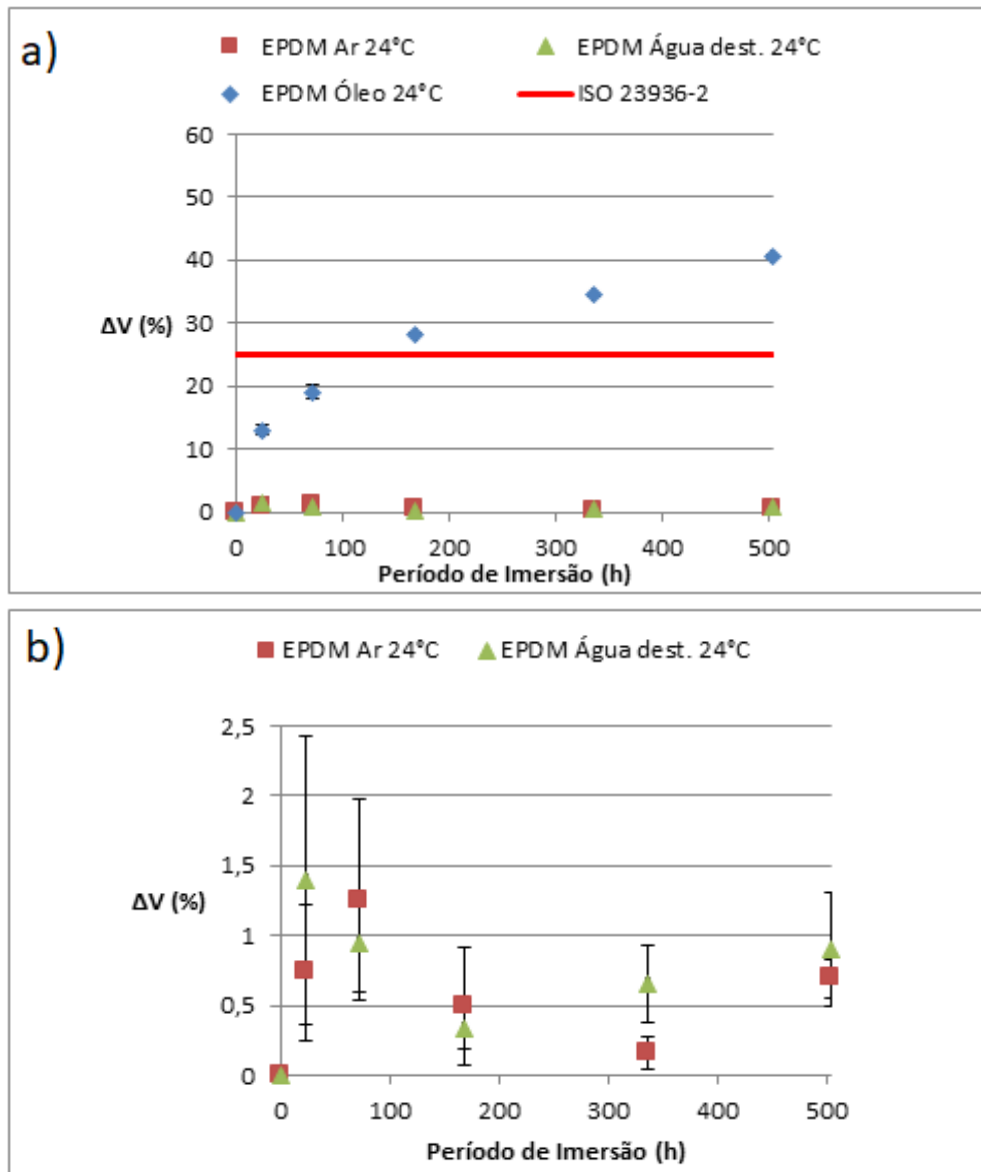 a)
EPDM Ar 24°C
EPDM Água dest. 24°C
EPDM Óleo 24°C
ISO 23936-2
60
50
40
30
20
10
0
ΔV (%)
0 100 200 300 400 500
Período de Imersão (h)
b)
EPDM Ar 24°C
EPDM Água dest. 24°C
2,5
2
1,5
1
0,5
0
ΔV (%)
0 100 200 300 400 500
Período de Imersão (h)